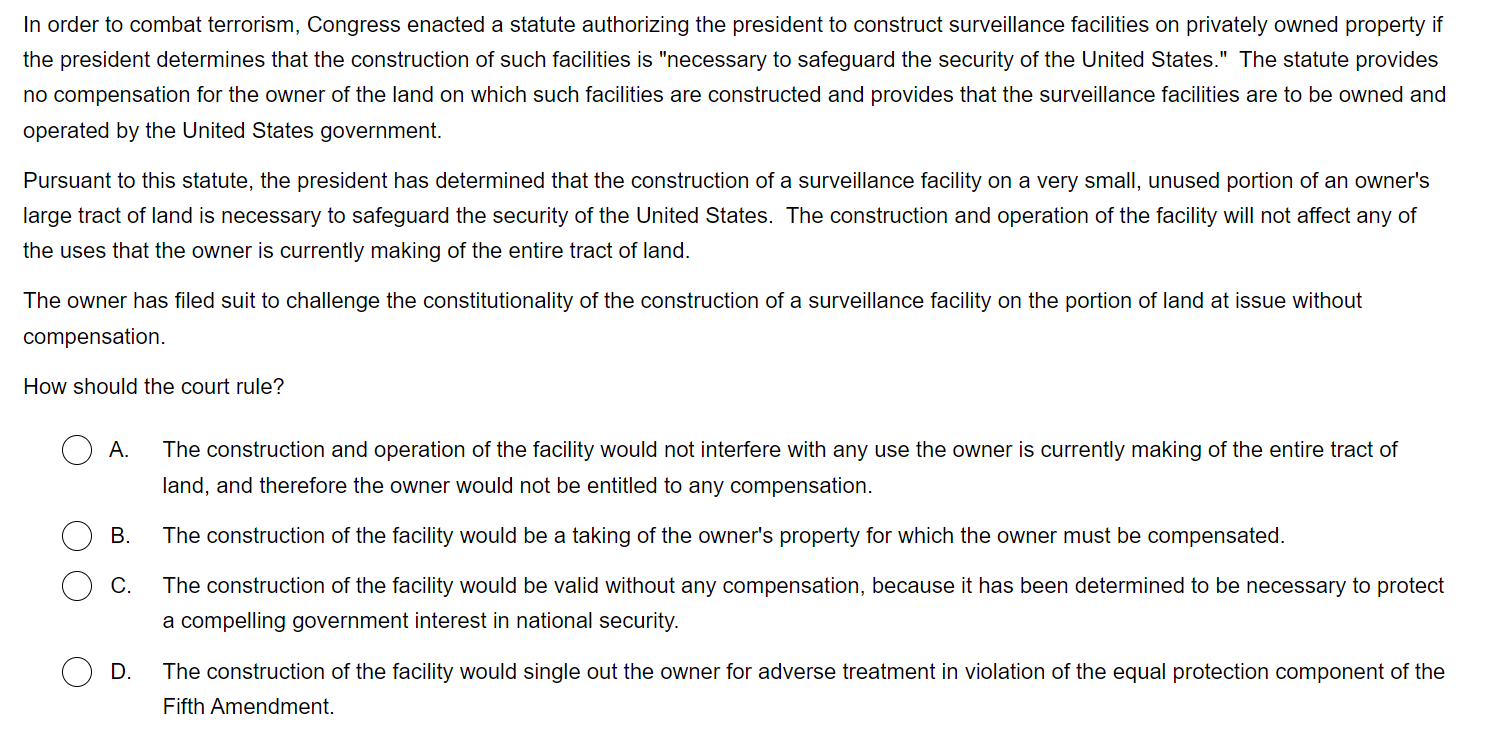 In order to combat terrorism, Congress enacted a statute authorizing the president to construct surveillance facilities on privately owned property if
the president determines that the construction of such facilities is "necessary to safeguard the security of the United States."  The statute provides
no compensation for the owner of the land on which such facilities are constructed and provides that the surveillance facilities are to be owned and
operated by the United States government.
Pursuant to this statute, the president has determined that the construction of a surveillance facility on a very small, unused portion of an owner's
large tract of land is necessary to safeguard the security of the United States.  The construction and operation of the facility will not affect any of
the uses that the owner is currently making of the entire tract of land.
The owner has filed suit to challenge the constitutionality of the construction of a surveillance facility on the portion of land at issue without
compensation.
How should the court rule?
A. The construction and operation of the facility would not interfere with any use the owner is currently making of the entire tract of
land, and therefore the owner would not be entitled to any compensation.
B. The construction of the facility would be a taking of the owner's property for which the owner must be compensated.
C. The construction of the facility would be valid without any compensation, because it has been determined to be necessary to protect
a compelling government interest in national security.
D. The construction of the facility would single out the owner for adverse treatment in violation of the equal protection component of the
Fifth Amendment.